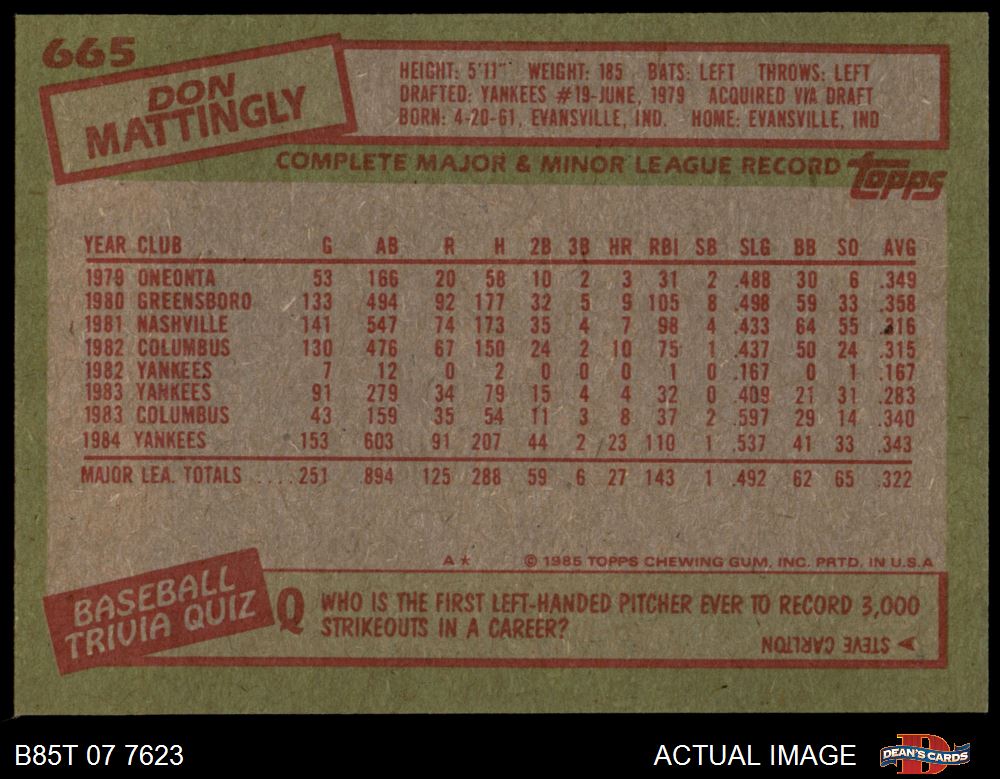 665
DON
MATTINGLY
HEIGHT: 5'11" WEIGHT: 185 BATS: LEFT THROWS: LEFT
DRAFTED: YANKEES #19-JUNE, 1979 ACQUIRED VIA DRAFT
BORN: 4-20-61, EVANSVILLE, IND. HOME: EVANSVILLE, IND
COMPLETE MAJOR & MINOR LEAGUE RECORD topps
YEAR CLUB G AB R H 2B 3B HR RBI SB SLG BB SO AVG
1979 ONEONTA 53 166 20 58 10 2 3 31 2 .488 30 6 .349
1980 GREENSBORO 133 494 92 177 32 5 9 105 8 .498 59 33 .358
1981 NASHVILLE 141 547 74 173 35 4 7 98 4 .433 64 55 .316
1982 COLUMBUS 130 476 67 150 24 2 10 75 1 .437 50 24 .315
1982 YANKEES 7 12 0 2 0 0 0 1 0 .167 0 1 .167
1983 YANKEES 91 279 34 79 15 4 4 32 0 .409 21 31 .283
1983 COLUMBUS 43 159 35 54 11 3 8 37 2 .597 29 14 .340
1984 YANKEES 153 603 91 207 44 2 23 110 1 .537 41 33 .343
MAJOR LEA. TOTALS ....251 894 125 288 59 6 27 143 1 .492 62 65 .322
A* © 1985 TOPPS CHEWING GUM, INC. PRTD. IN U.S.A
BASEBALL
TRIVIA QUIZ
Q WHO IS THE FIRST LEFT-HANDED PITCHER EVER TO RECORD 3,000
STRIKEOUTS IN A CAREER?
STEVE CARLTON
B85T 07 7623 ACTUAL IMAGE D DEAN'S CARDS